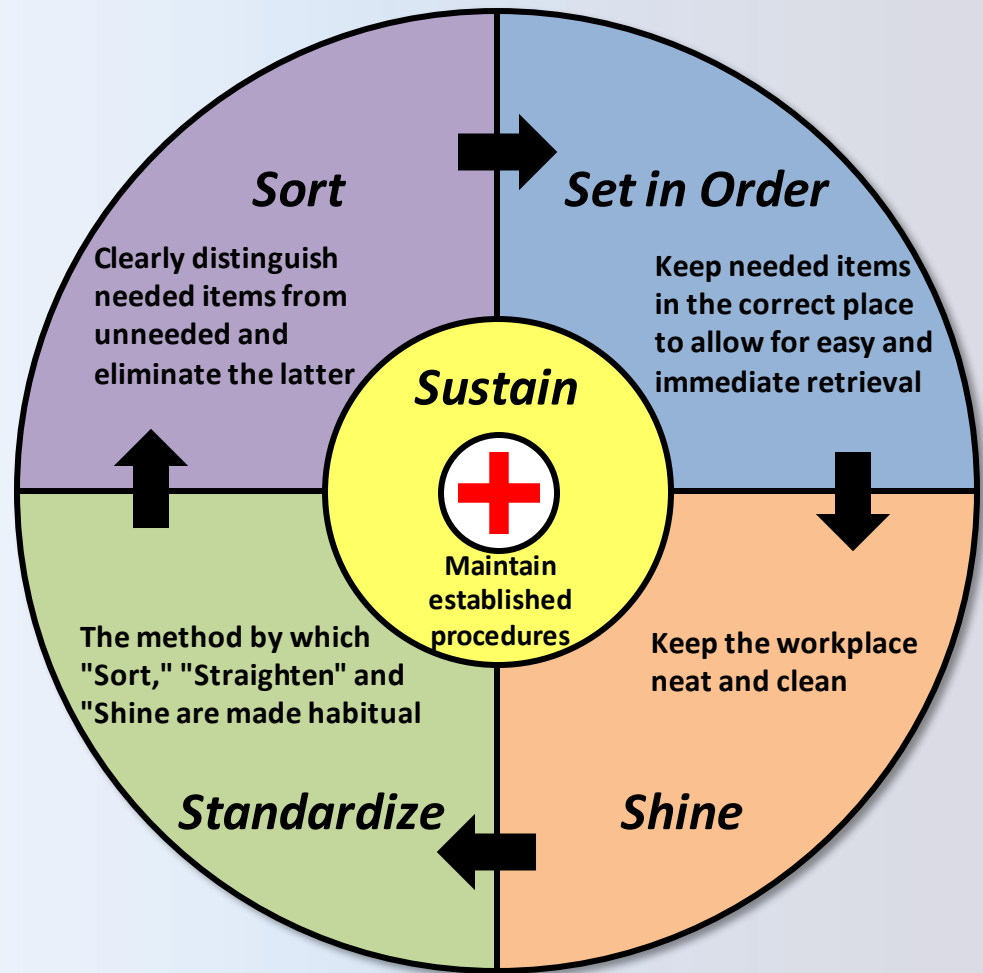 Sort
Clearly distinguish
needed items from
unneeded and
eliminate the latter
Set in Order
Keep needed items
in the correct place
to allow for easy and
immediate retrieval
Sustain
Maintain
established
procedures
Keep the workplace
neat and clean
Shine
The method by which
"Sort," "Straighten" and
"Shine are made habitual
Standardize